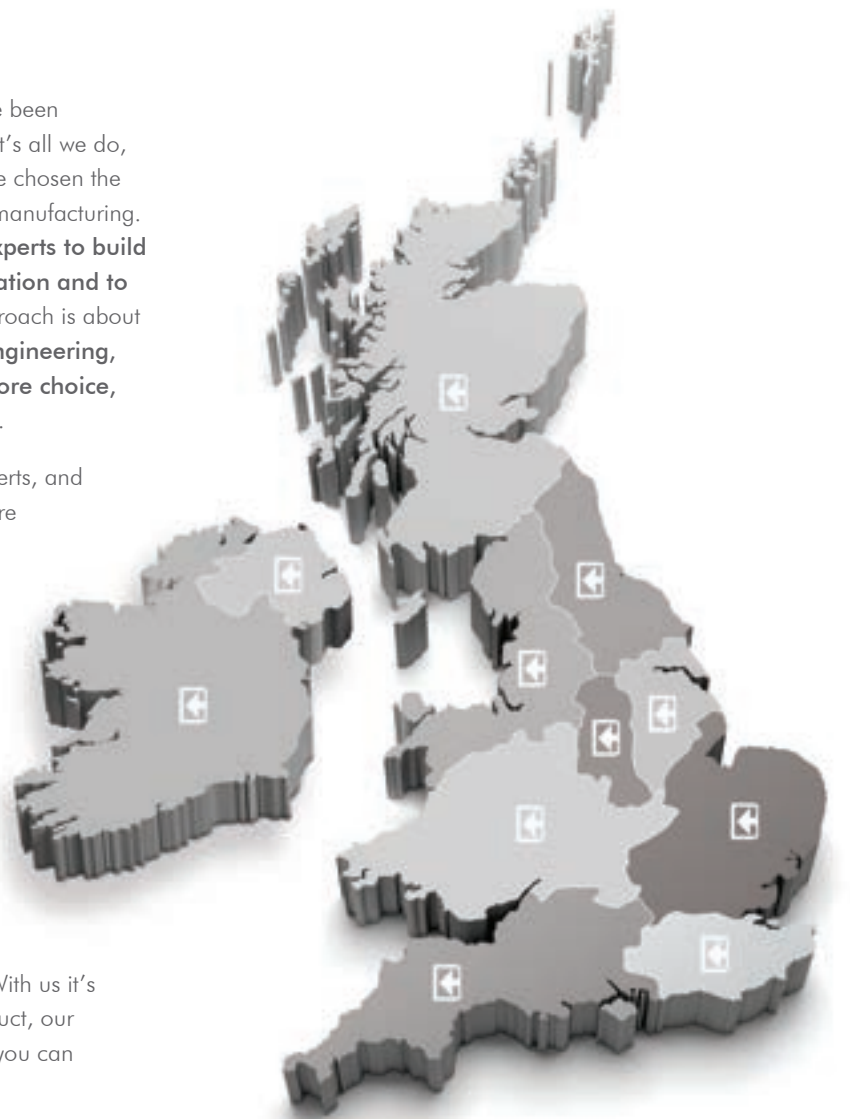 been
t's all we do,
e chosen the
manufacturing.
xperts to build
ation and to
roach is about
ngineering,
ore choice,
.
erts, and
re
With us it's
uct, our
you can